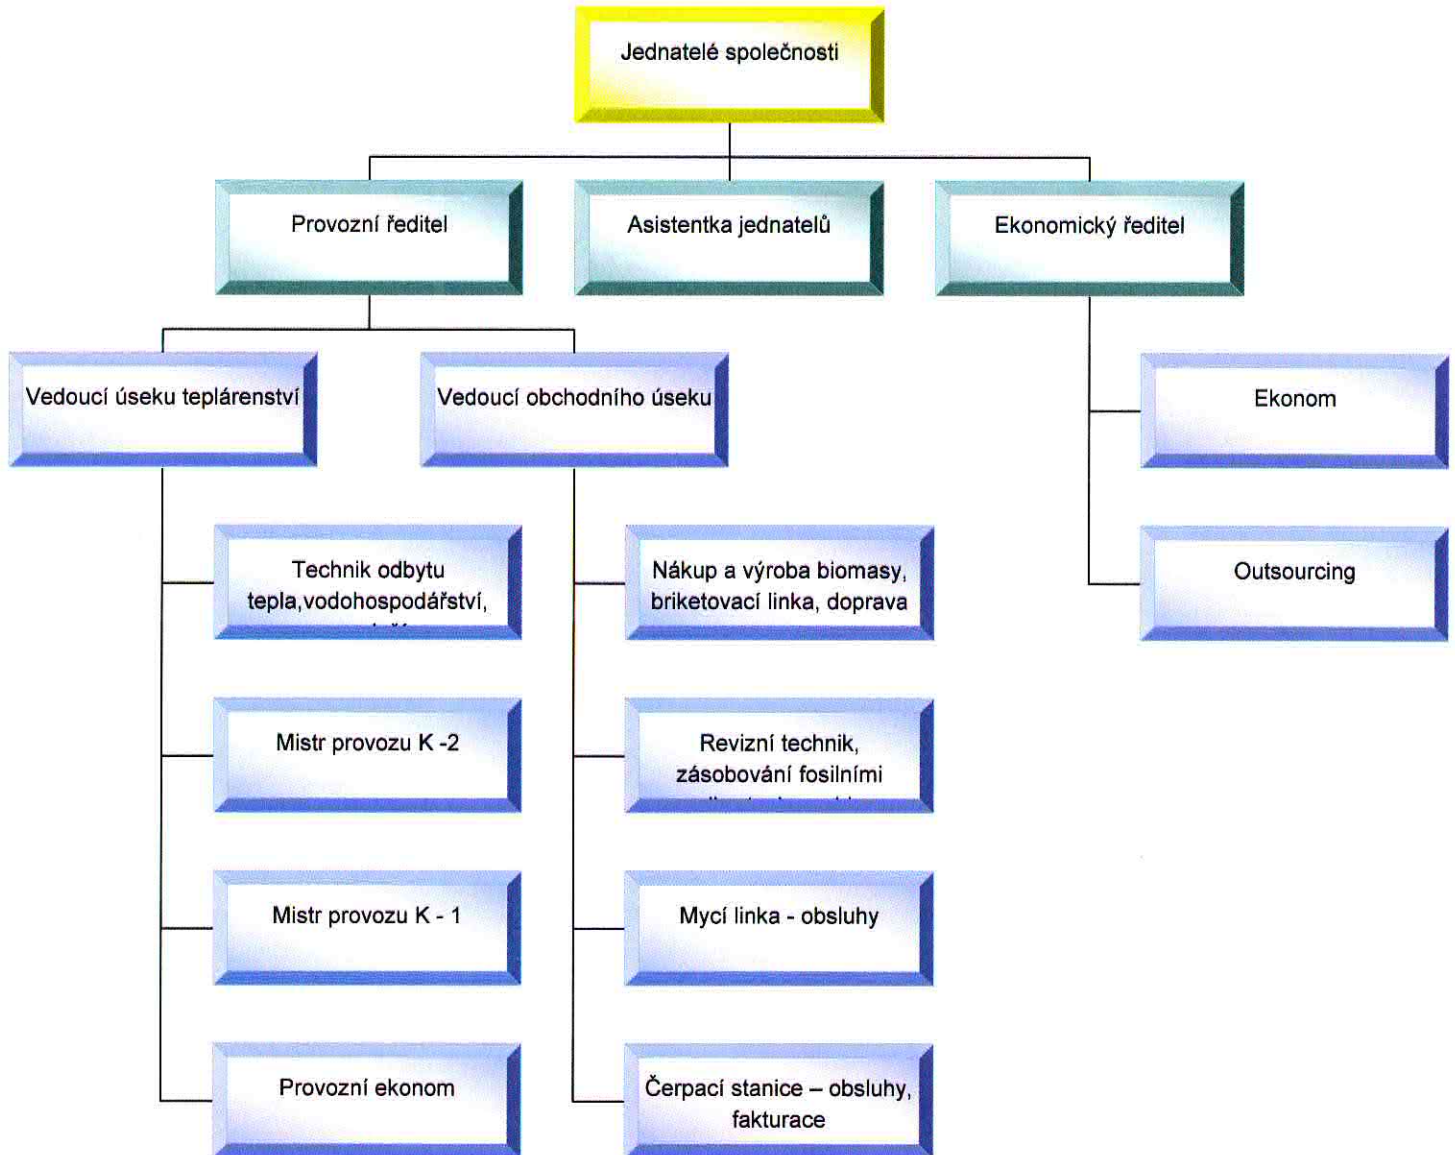 Jednatelé společnosti
Provozní ředitel
Asistentka jednatelů
Ekonomický ředitel
Vedoucí úseku teplárenství
Vedoucí obchodního úseku
Ekonom
Technik odbytu
tepla,vodohospodářství,
Nákup a výroba biomasy,
briketovací linka, doprava
Outsourcing
Mistr provozu K -2
Revizní technik,
zásobování fosilními
Mistr provozu K - 1
Mycí linka - obsluhy
Provozní ekonom
Čerpací stanice – obsluhy,
fakturace